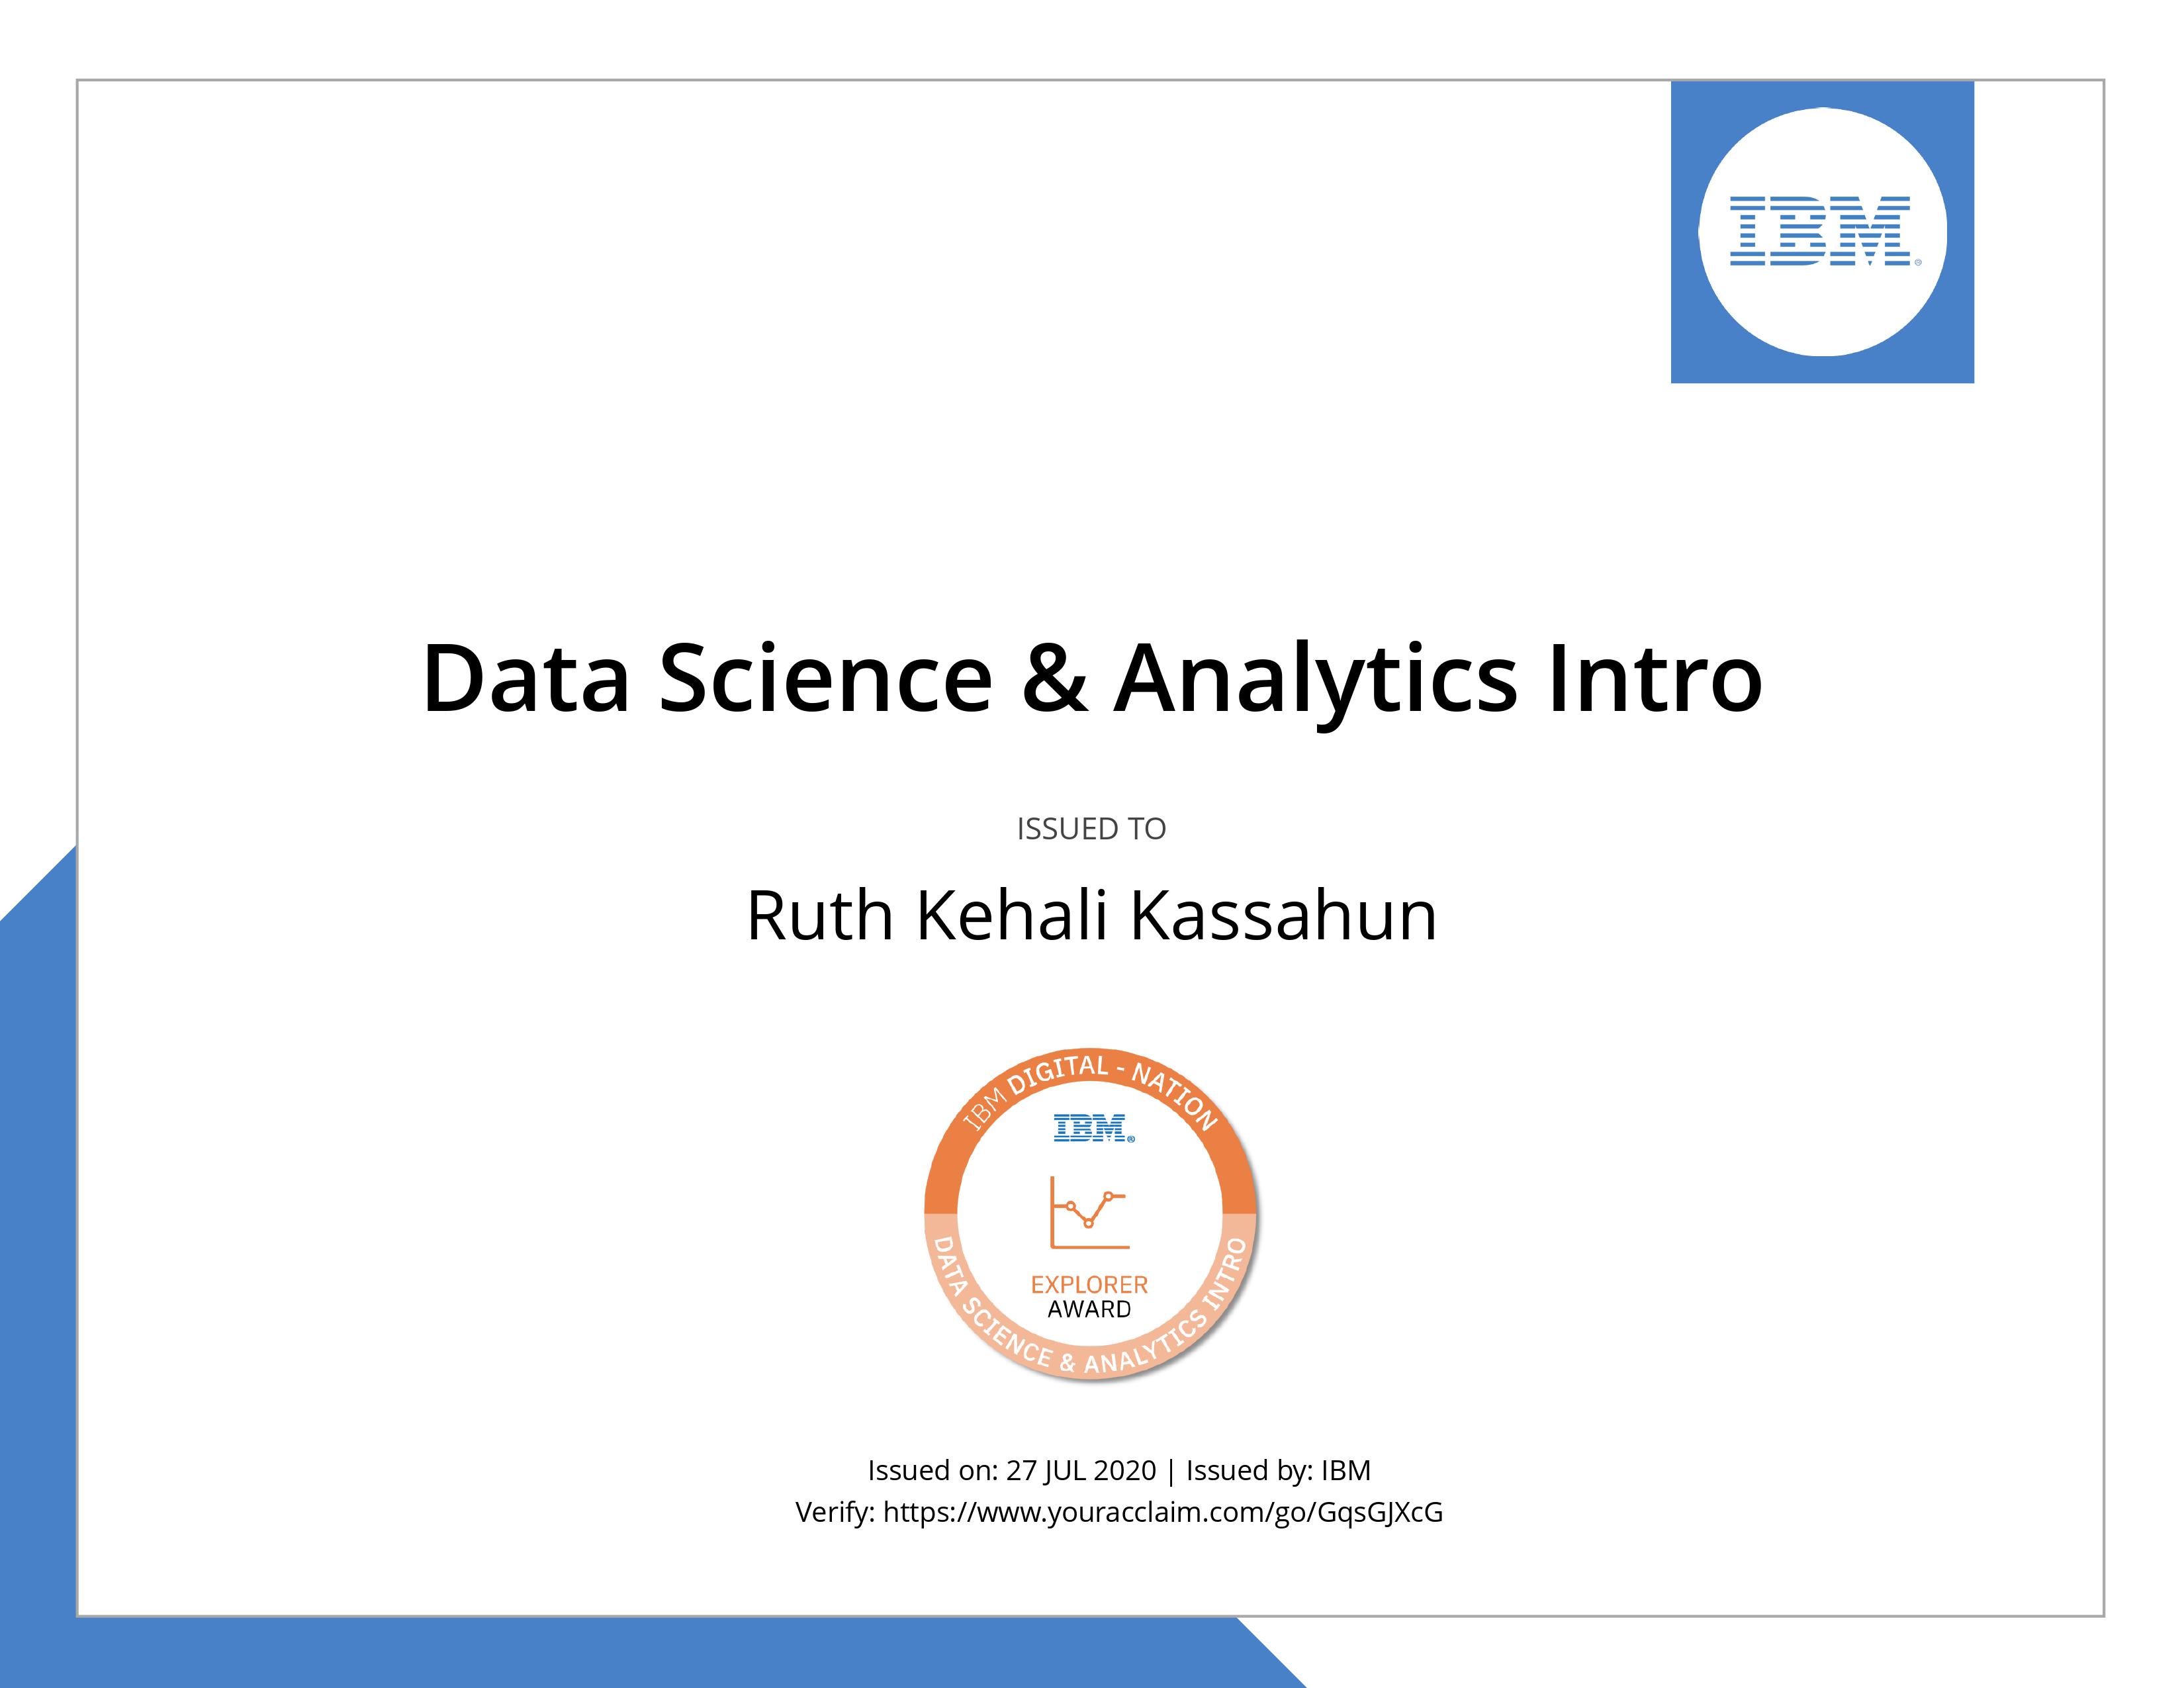 IBM®
Data Science & Analytics Intro
ISSUED TO
Ruth Kehali Kassahun
IBM DIGITAL - NATION
IBM®
EXPLORER
AWARD
DATA SCIENCE & ANALYTICS INTRO
Issued on: 27 JUL 2020 | Issued by: IBM
Verify: https://www.youracclaim.com/go/GqsGJXcG